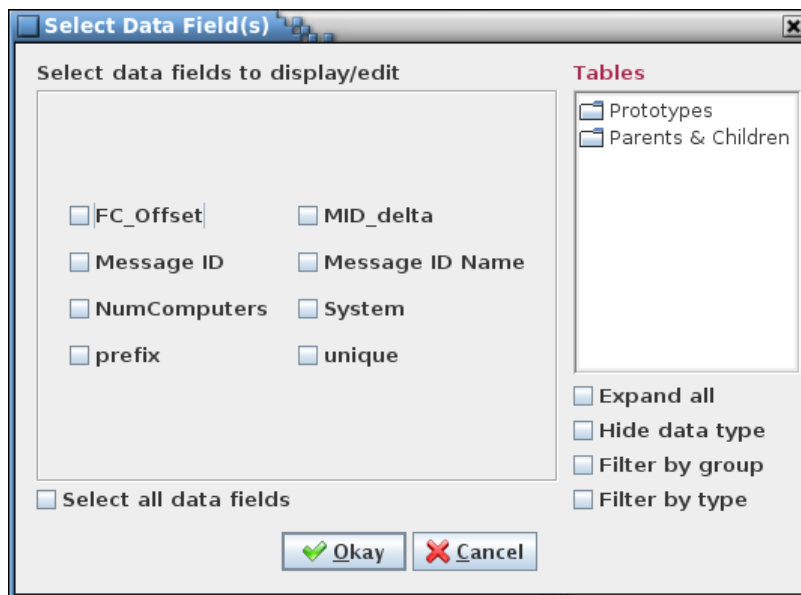 Select Data Field(s)
Select data fields to display/edit
FC_Offset
MID_delta
Message ID
Message ID Name
NumComputers
System
prefix
unique
Select all data fields
Tables
Prototypes
Parents & Children
Expand all
Hide data type
Filter by group
Filter by type
Okay
Cancel